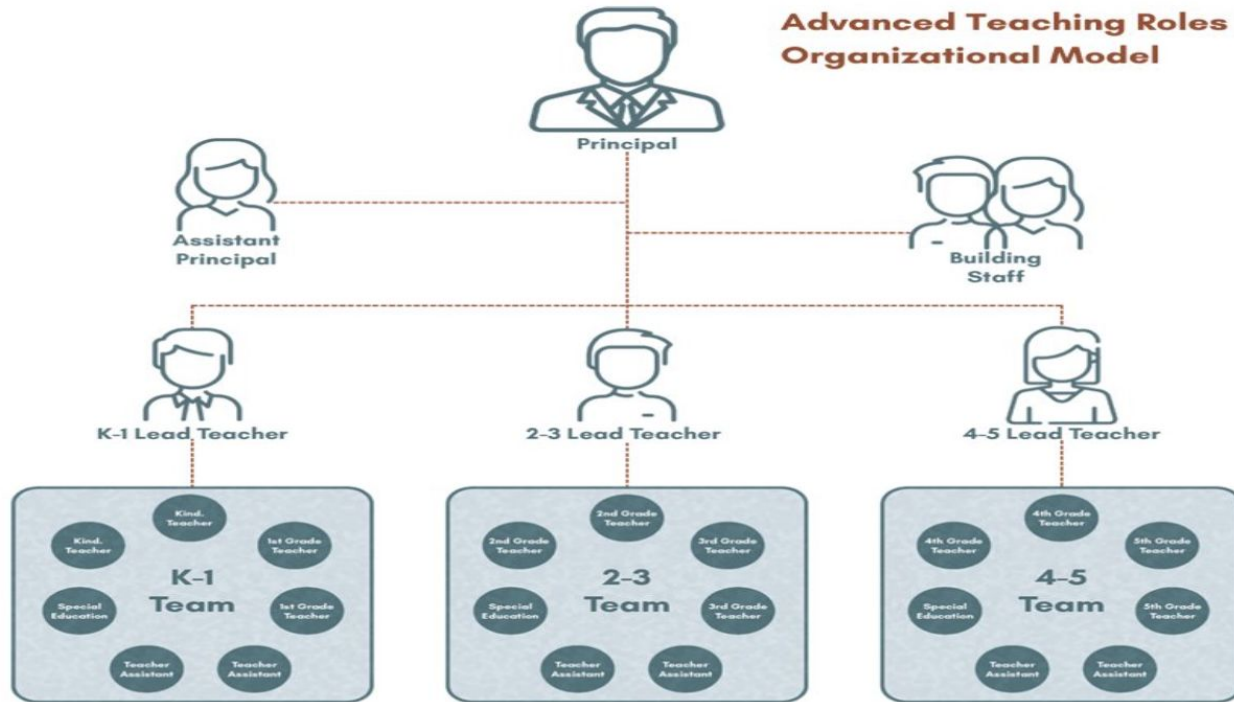 Advanced Teaching Roles
Organizational Model
Principal
Assistant
Principal
Building
Staff
K-1 Lead Teacher
2-3 Lead Teacher
4-5 Lead Teacher
Kind.
Teacher
Kind.
Teacher
1st Grade
Teacher
K-1
Team
Special
Education
1st Grade
Teacher
Teacher
Assistant
Teacher
Assistant
2nd Grade
Teacher
2nd Grade
Teacher
3rd Grade
Teacher
2-3
Team
Special
Education
3rd Grade
Teacher
Teacher
Assistant
Teacher
Assistant
4th Grade
Teacher
4th Grade
Teacher
5th Grade
Teacher
4-5
Team
Special
Education
5th Grade
Teacher
Teacher
Assistant
Teacher
Assistant